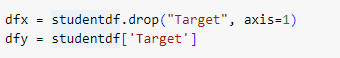 dfx = studentdf.drop("Target", axis=1)
dfy = studentdf['Target']